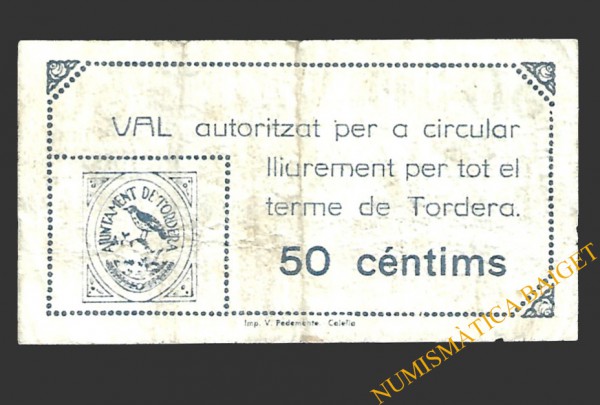 VAL autoritzat per a circular
lliurement per tot el
terme de Tordera.
AJUNTAMENT DE TORDERA
50 céntims
Imp. V. Pedemonte Calella
NUMISMÀTICA BAIGET